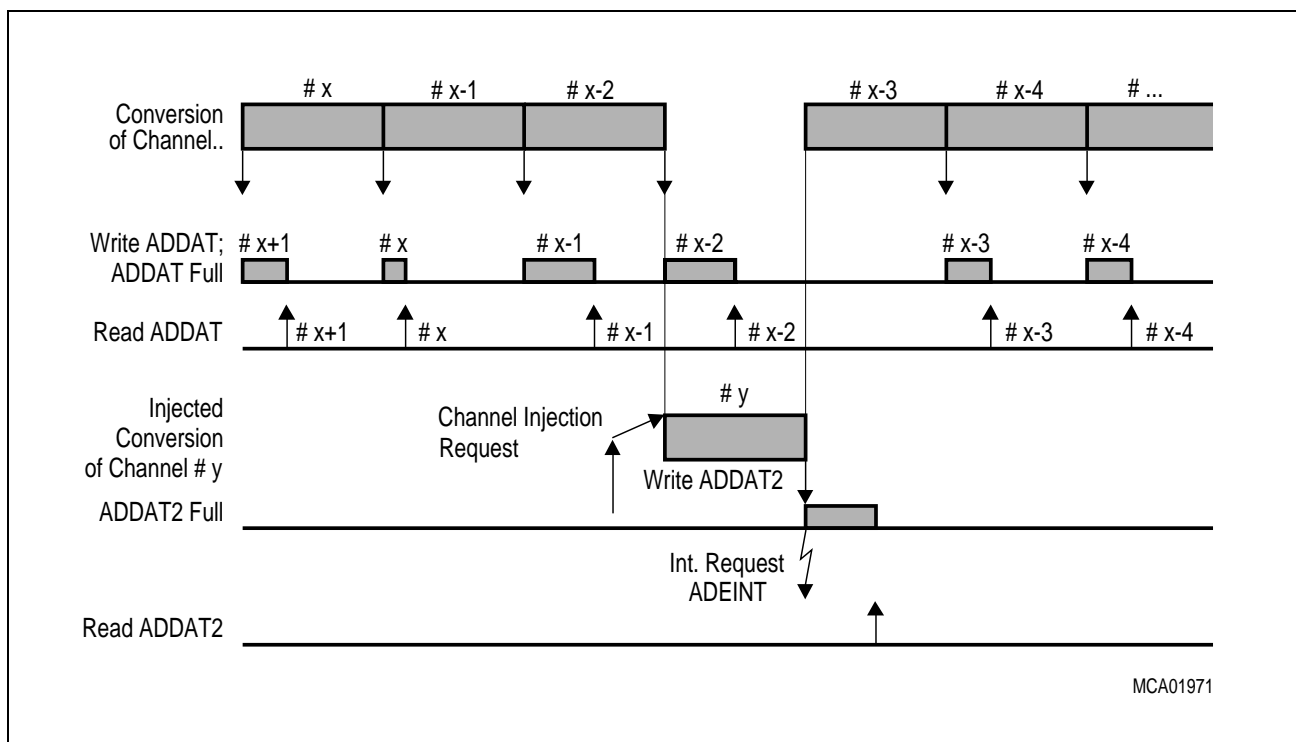 # x # x-1 # x-2 # x-3 # x-4 # ...
Conversion
of Channel..
Write ADDAT; # x+1 # x # x-1 # x-2 # x-3 # x-4
ADDAT Full
Read ADDAT # x+1 # x # x-1 # x-2 # x-3 # x-4
# y
Injected
Conversion
of Channel # y
Channel Injection
Request
Write ADDAT2
ADDAT2 Full
Int. Request
ADEINT
Read ADDAT2
MCA01971